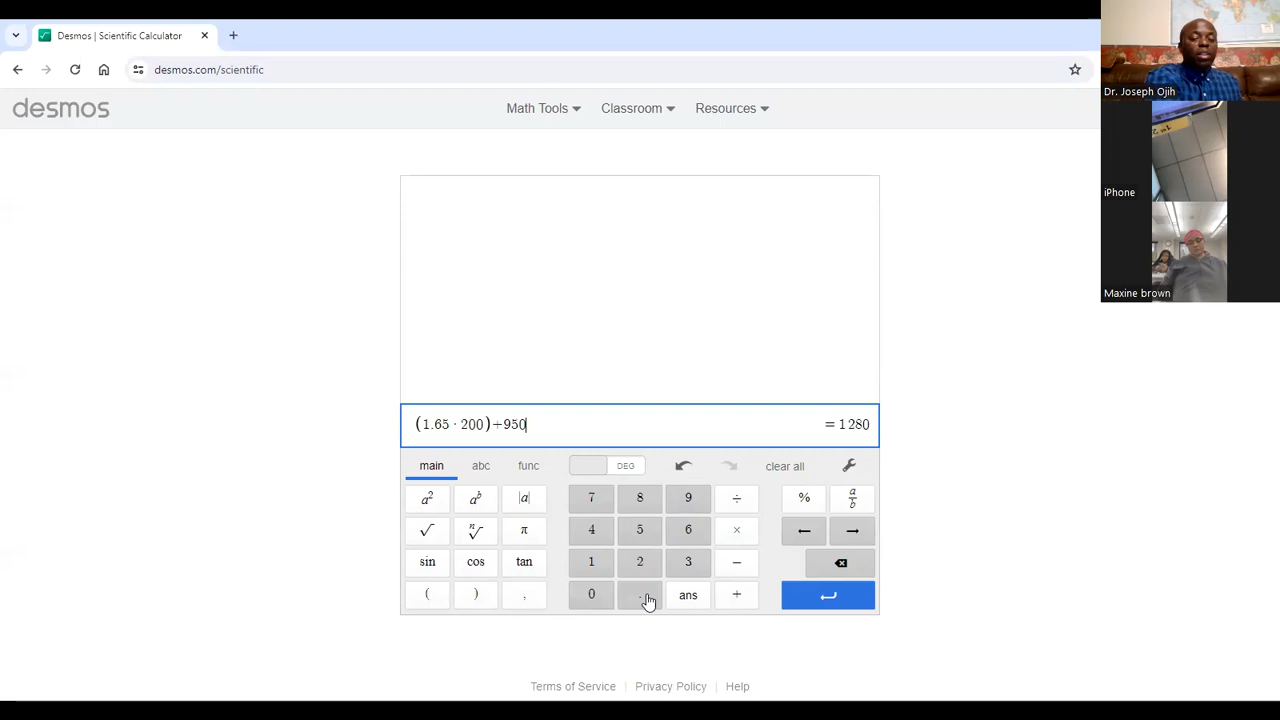 Desmos | Scientific Calculator
desmos.com/scientific
desmos
Math Tools
Classroom
Resources
(1.65 · 200)+950
= 1280
main
abc
func
DEG
clear all
a²
aᵇ
|a|
7
8
9
÷
%
a/b
√
ⁿ√
π
4
5
6
×
←
→
sin
cos
tan
1
2
3
−
(
)
,
0
.
ans
+
Terms of Service | Privacy Policy | Help
Dr. Joseph Ojih
iPhone
Maxine brown